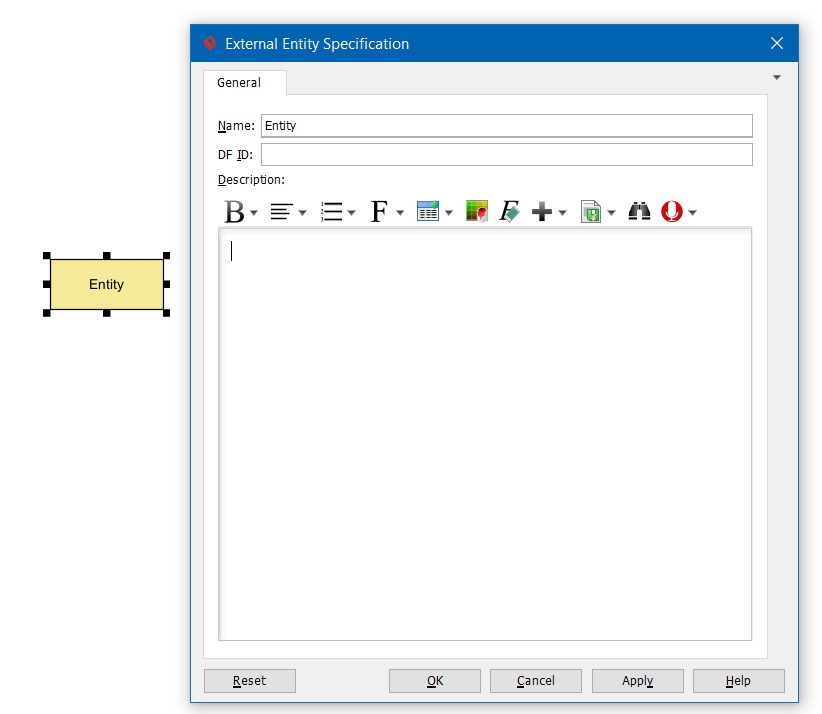 External Entity Specification
General
Name: Entity
DF ID:
Description:
B F F
Entity
Reset OK Cancel Apply Help